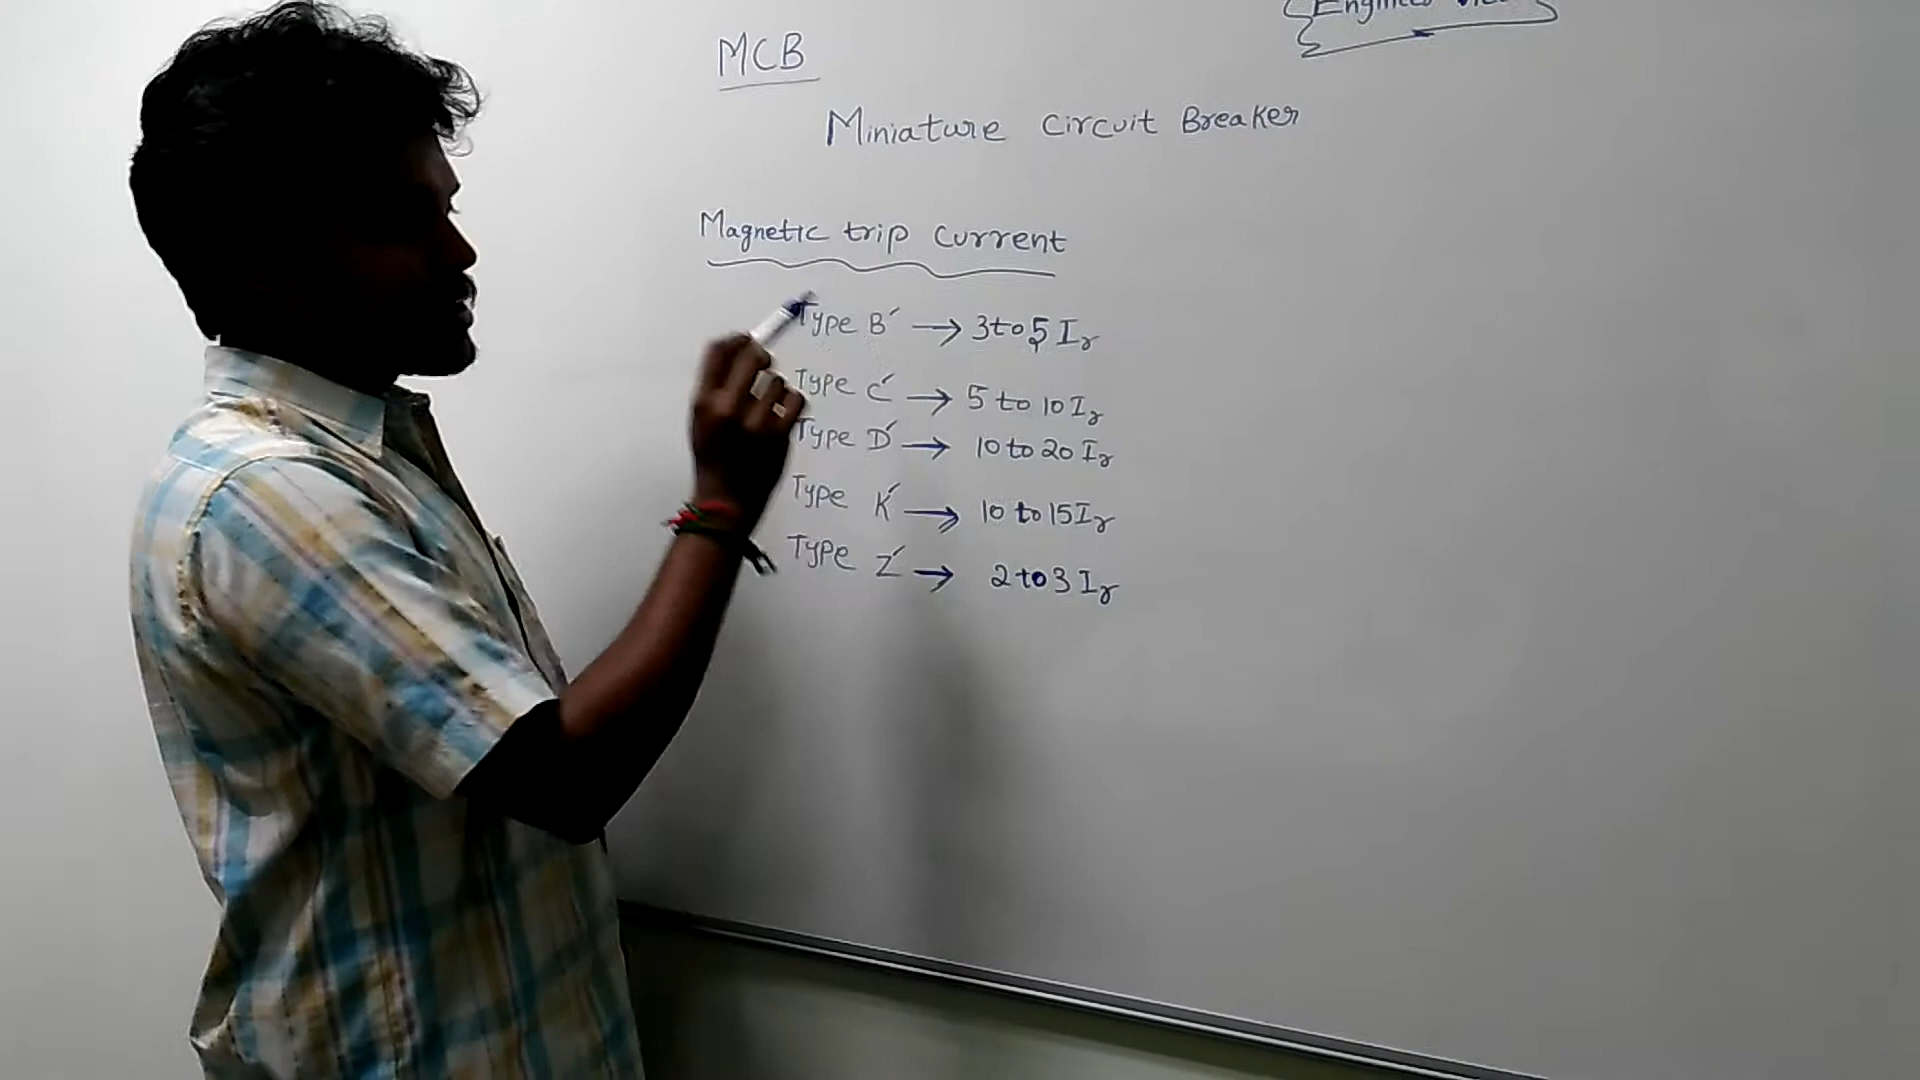 Engineer
MCB
Miniature Circuit Breaker
Magnetic trip current
Type B → 3 to 5 Ir
Type C → 5 to 10 Ir
Type D → 10 to 20 Ir
Type K → 10 to 15 Ir
Type Z → 2 to 3 Ir